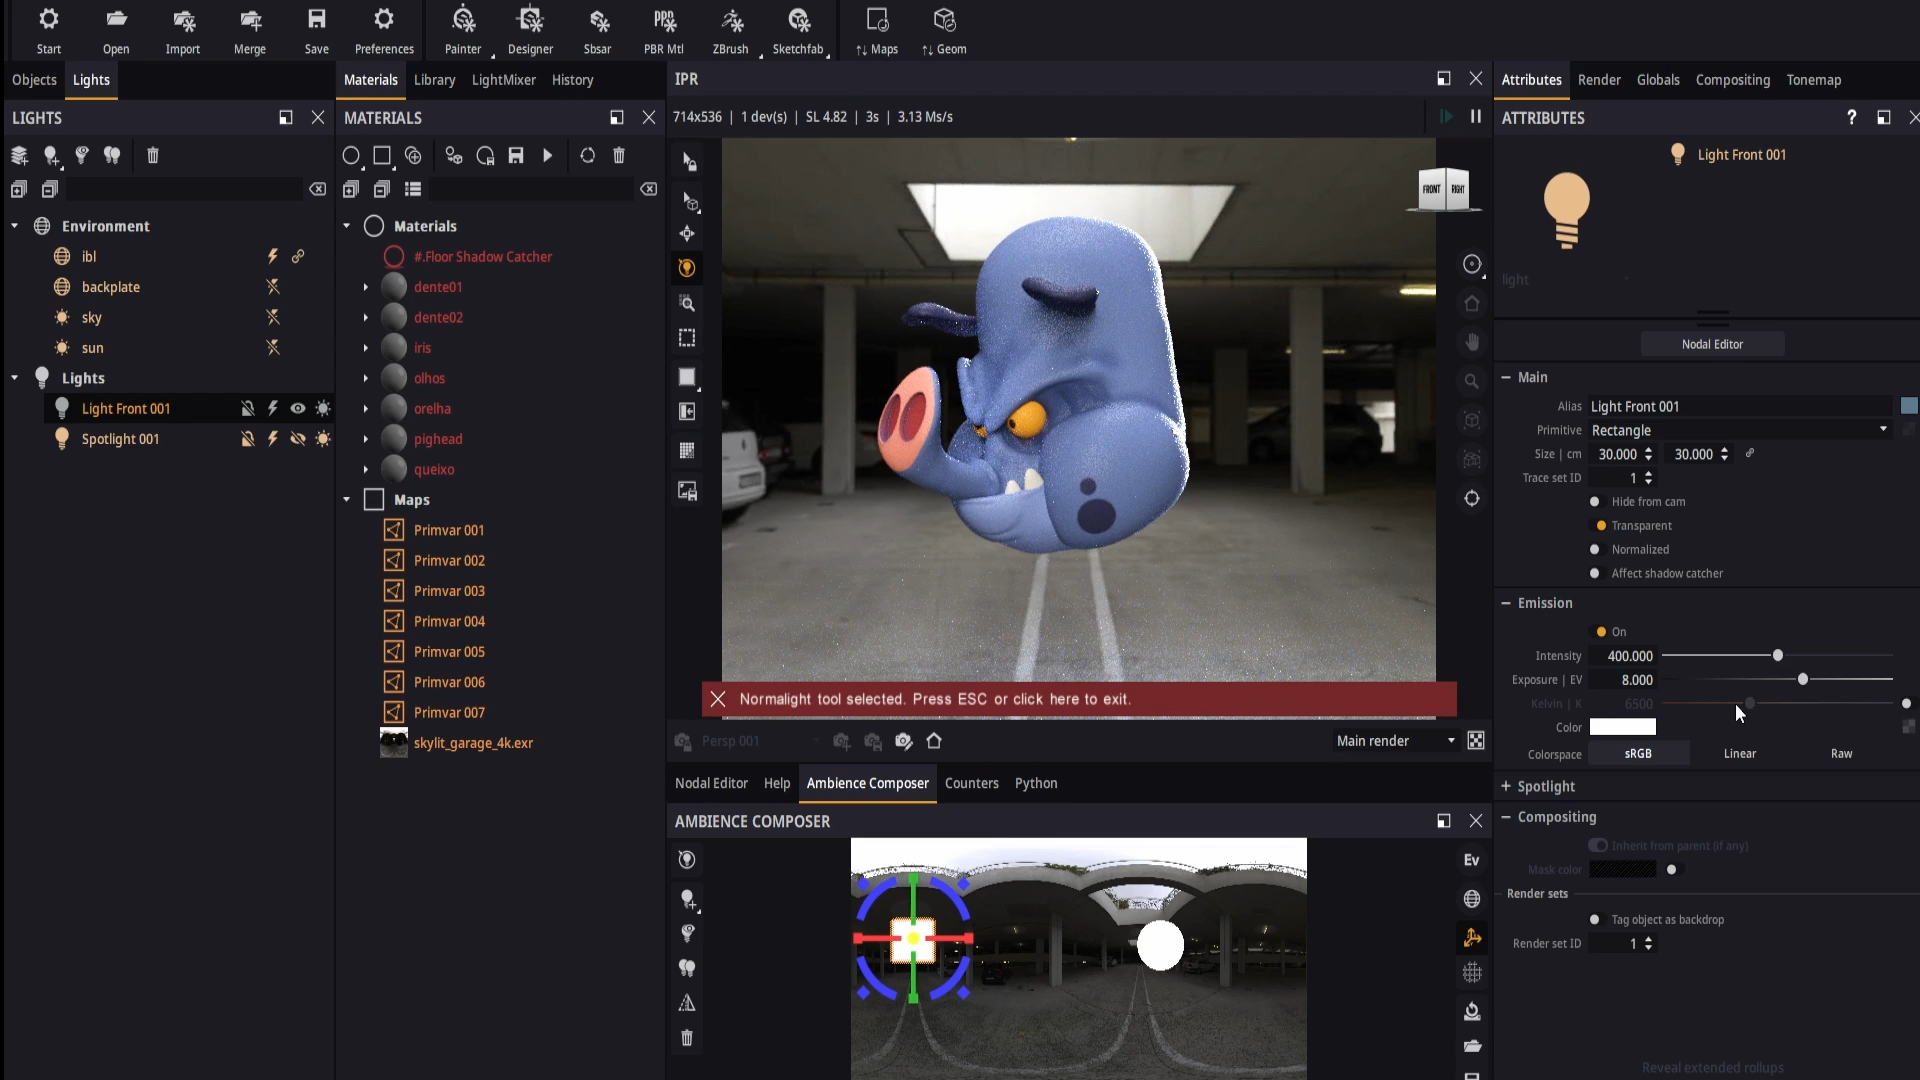 Start Open Import Merge Save Preferences Painter Designer Sbsar PBR Mtl ZBrush Sketchfab ↑↓ Maps ↑↓ Geom
PBR
Objects Lights
Materials Library LightMixer History
IPR
Attributes Render Globals Compositing Tonemap
LIGHTS
MATERIALS
714x536 | 1 dev(s) | SL 4.82 | 3s | 3.13 Ms/s
ATTRIBUTES
Light Front 001
light
Nodal Editor
Environment
ibl
backplate
sky
sun
Lights
Light Front 001
Spotlight 001
Materials
#.Floor Shadow Catcher
dente01
dente02
iris
olhos
orelha
pighead
queixo
Maps
Primvar 001
Primvar 002
Primvar 003
Primvar 004
Primvar 005
Primvar 006
Primvar 007
skylit_garage_4k.exr
FRONT RIGHT
Normalight tool selected. Press ESC or click here to exit.
Persp 001
Main render
Nodal Editor Help Ambience Composer Counters Python
AMBIENCE COMPOSER
Ev
Main
Alias Light Front 001
Primitive Rectangle
Size | cm 30.000 30.000
Trace set ID 1
Hide from cam
Transparent
Normalized
Affect shadow catcher
Emission
On
Intensity 400.000
Exposure | EV 8.000
Kelvin | K 6500
Color
Colorspace sRGB Linear Raw
Spotlight
Compositing
Inherit from parent (if any)
Mask color
Render sets
Tag object as backdrop
Render set ID 1
Reveal extended rollups